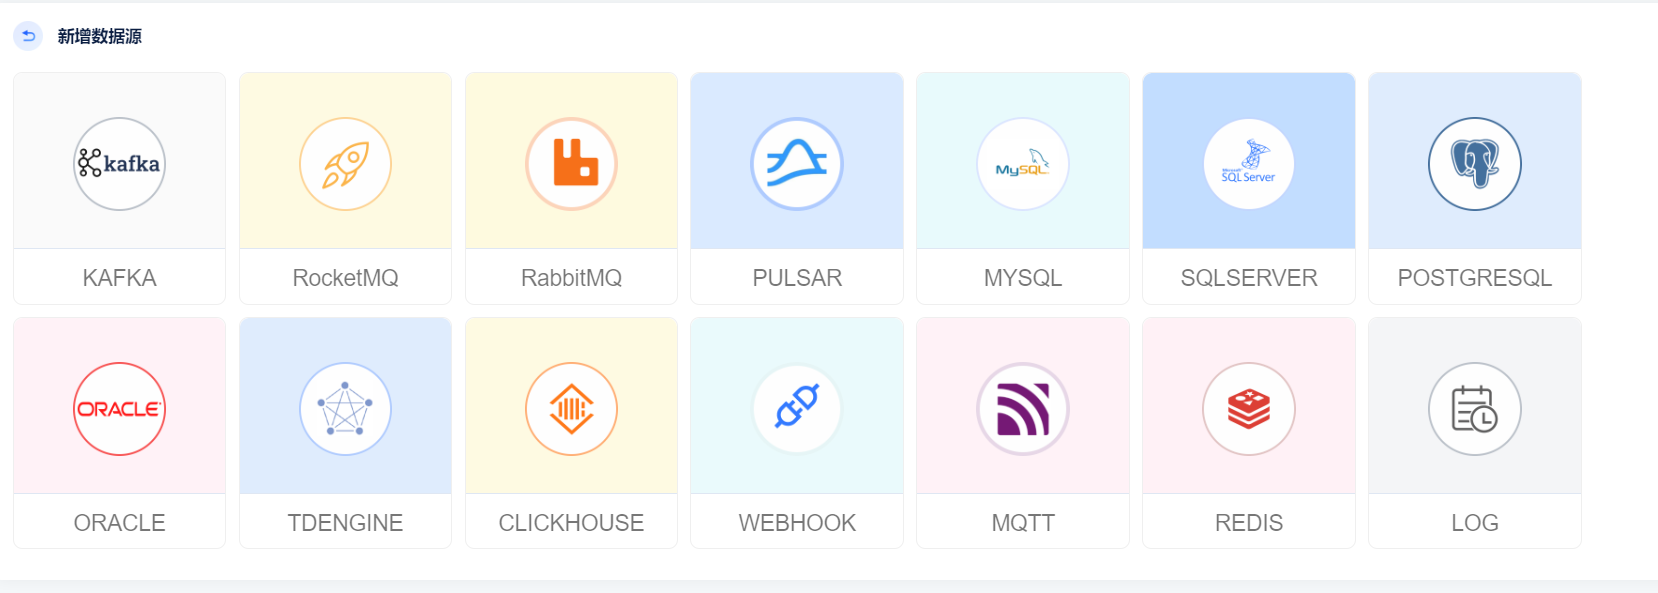 新增数据源
kafka
MySQL
Microsoft
SQL Server
KAFKA
RocketMQ
RabbitMQ
PULSAR
MYSQL
SQLSERVER
POSTGRESQL
ORACLE
ORACLE
TDENGINE
CLICKHOUSE
WEBHOOK
MQTT
REDIS
LOG